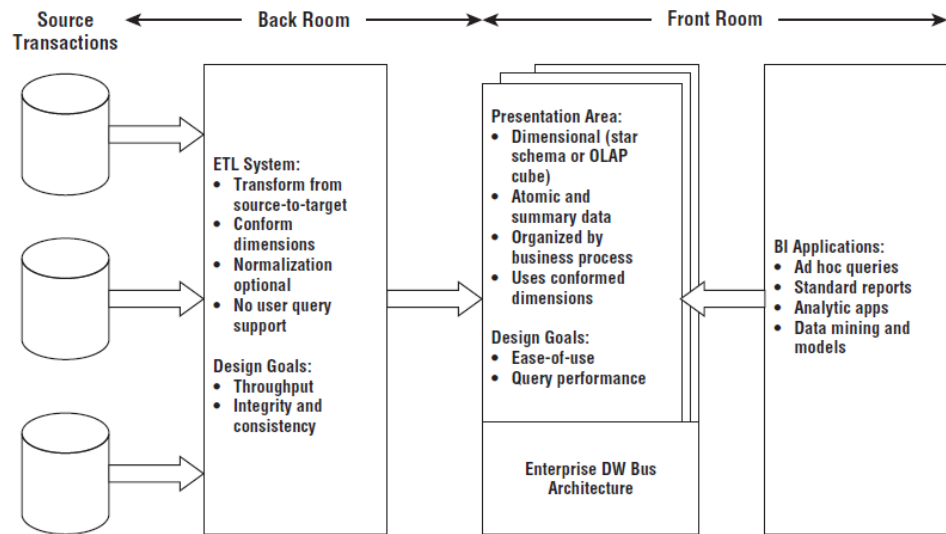 Source
Transactions
Back Room
Front Room
ETL System:
• Transform from
source-to-target
• Conform
dimensions
• Normalization
optional
• No user query
support
Design Goals:
• Throughput
• Integrity and
consistency
Presentation Area:
• Dimensional (star
schema or OLAP
cube)
• Atomic and
summary data
• Organized by
business process
• Uses conformed
dimensions
Design Goals:
• Ease-of-use
• Query performance
Enterprise DW Bus
Architecture
BI Applications:
• Ad hoc queries
• Standard reports
• Analytic apps
• Data mining and
models